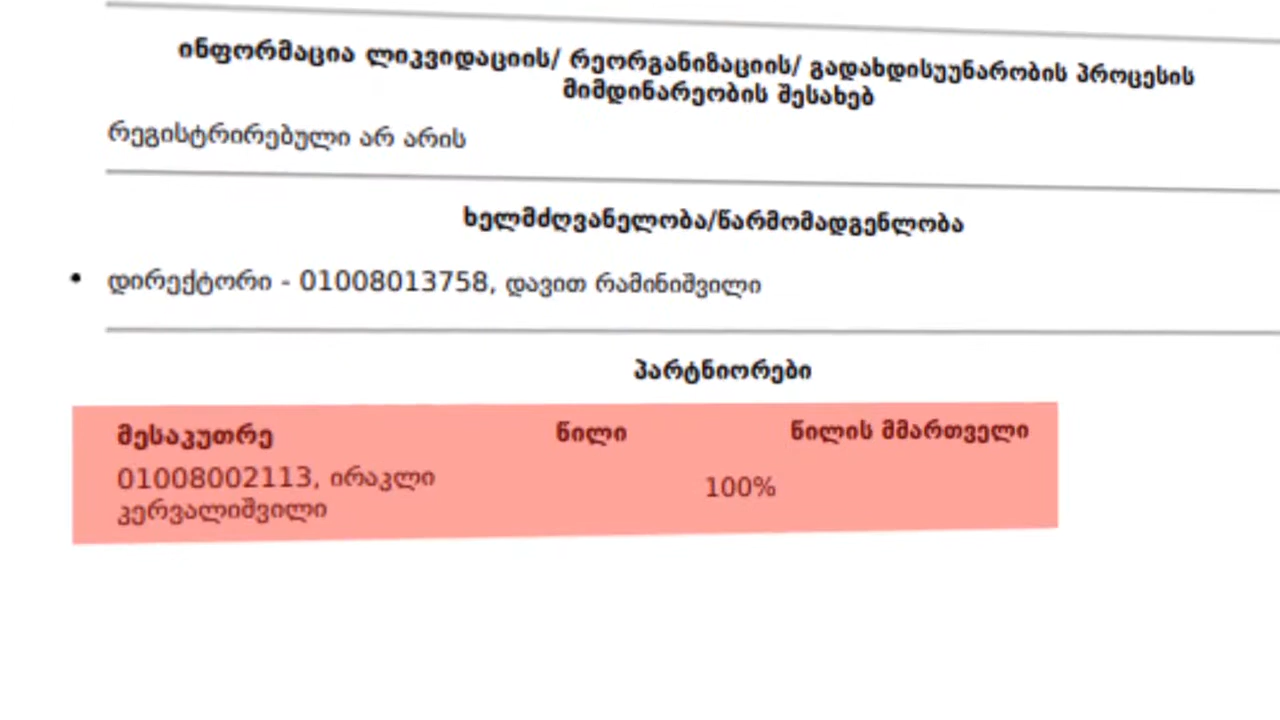 ინფორმაცია ლიკვიდაციის/ რეორგანიზაციის/ გადახდისუუნარობის პროცესის
მიმდინარეობის შესახებ
რეგისტრირებული არ არის
ხელმძღვანელობა/წარმომადგენლობა
• დირექტორი - 01008013758, დავით რამინიშვილი
პარტნიორები
მესაკუთრე წილი წილის მმართველი
01008002113, ირაკლი
კერვალიშვილი
100%